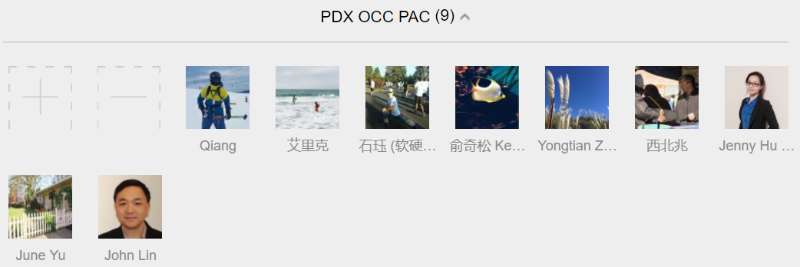 PDX OCC PAC (9)
Qiang 艾里克 石珏 (软硬… 俞奇松 Ke… Yongtian Z… 西北兆 Jenny Hu …
June Yu John Lin